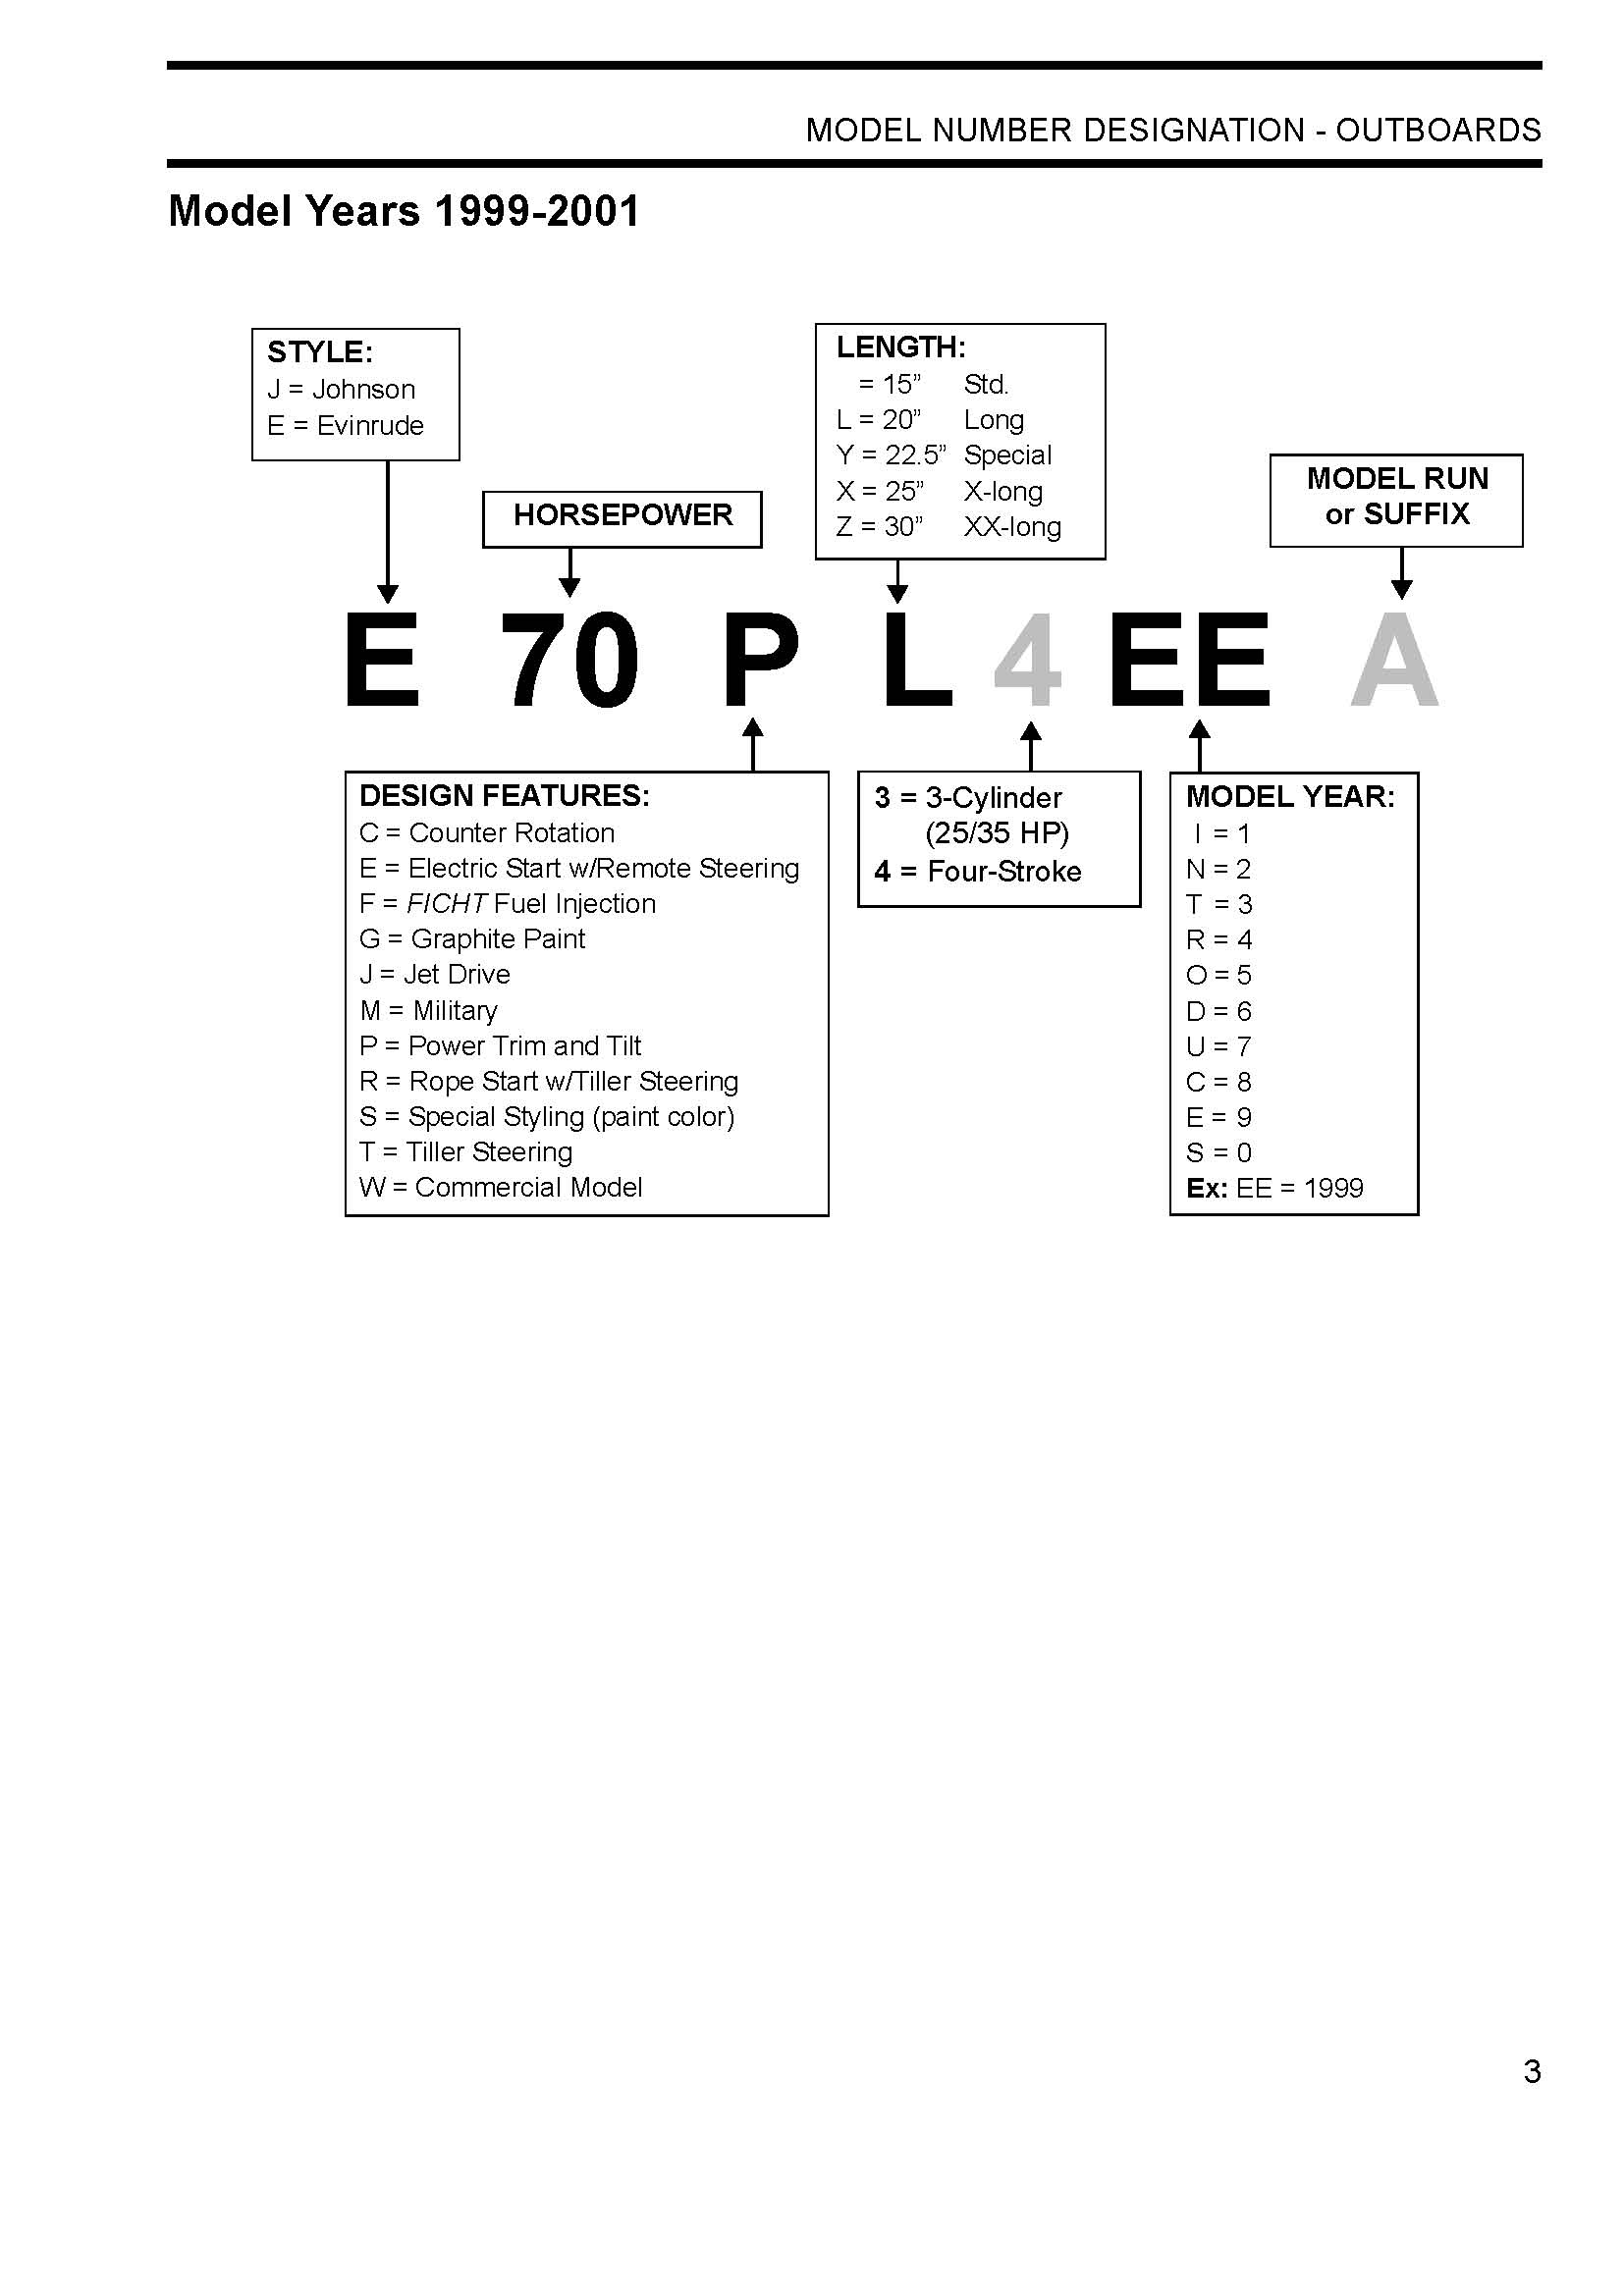 MODEL NUMBER DESIGNATION - OUTBOARDS
Model Years 1999-2001
STYLE:
J = Johnson
E = Evinrude
HORSEPOWER
LENGTH:
= 15” Std.
L = 20” Long
Y = 22.5” Special
X = 25” X-long
Z = 30” XX-long
MODEL RUN
or SUFFIX
E 70 P L 4 EE A
DESIGN FEATURES:
C = Counter Rotation
E = Electric Start w/Remote Steering
F = FICHT Fuel Injection
G = Graphite Paint
J = Jet Drive
M = Military
P = Power Trim and Tilt
R = Rope Start w/Tiller Steering
S = Special Styling (paint color)
T = Tiller Steering
W = Commercial Model
3 = 3-Cylinder
(25/35 HP)
4 = Four-Stroke
MODEL YEAR:
I = 1
N = 2
T = 3
R = 4
O = 5
D = 6
U = 7
C = 8
E = 9
S = 0
Ex: EE = 1999
3